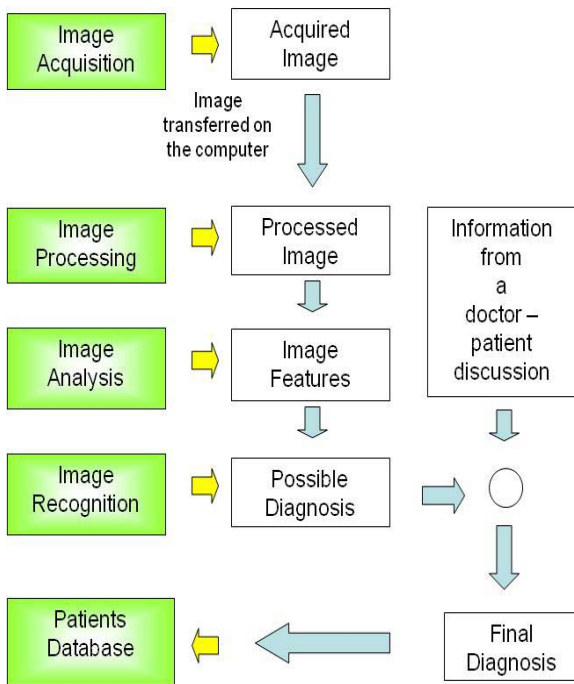 Image
Acquisition
Acquired
Image
Image
transferred on
the computer
Image
Processing
Processed
Image
Information
from
a
doctor –
patient
discussion
Image
Analysis
Image
Features
Image
Recognition
Possible
Diagnosis
Patients
Database
Final
Diagnosis